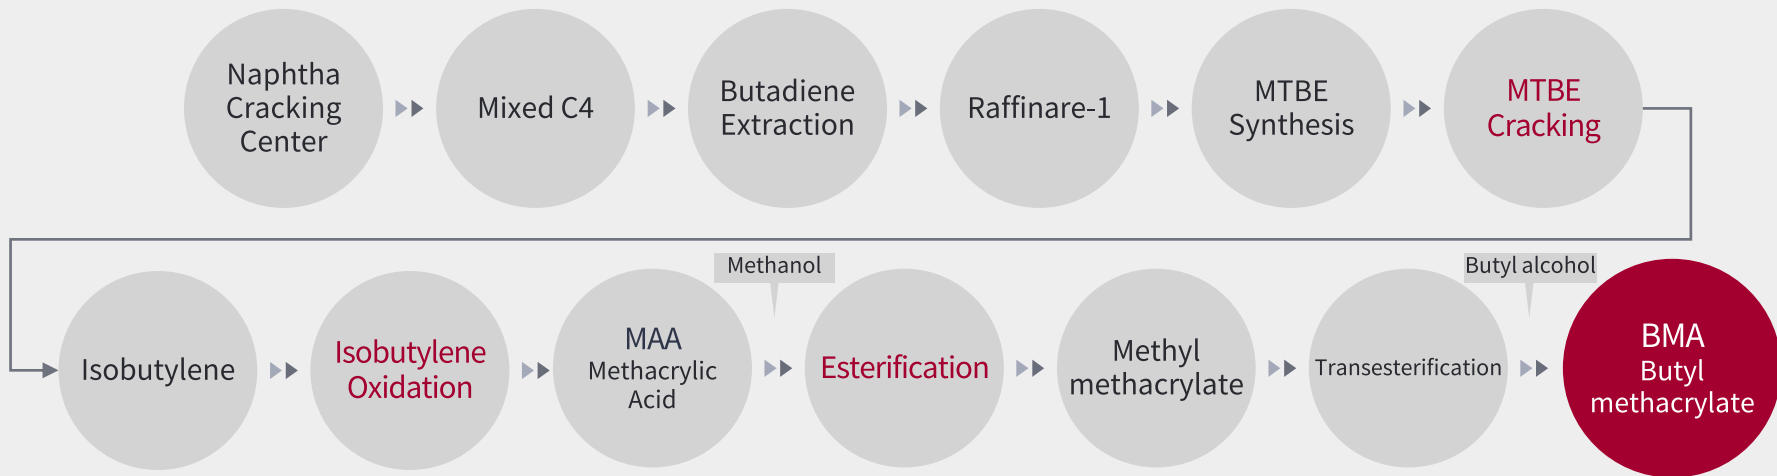 Naphtha
Cracking
Center
Mixed C4
Butadiene
Extraction
Raffinare-1
MTBE
Synthesis
MTBE
Cracking
Isobutylene
Isobutylene
Oxidation
MAA
Methacrylic
Acid
Methanol
Esterification
Methyl
methacrylate
Transesterification
Butyl alcohol
BMA
Butyl
methacrylate